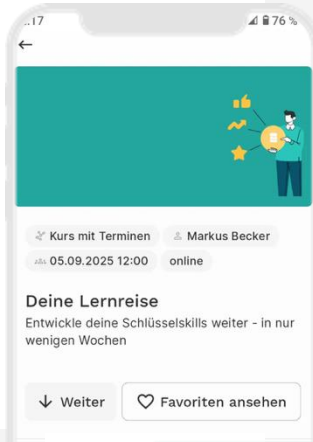 :17 76 %
Kurs mit Terminen Markus Becker
05.09.2025 12:00 online
Deine Lernreise
Entwickle deine Schlüsselskills weiter - in nur
wenigen Wochen
Weiter Favoriten ansehen